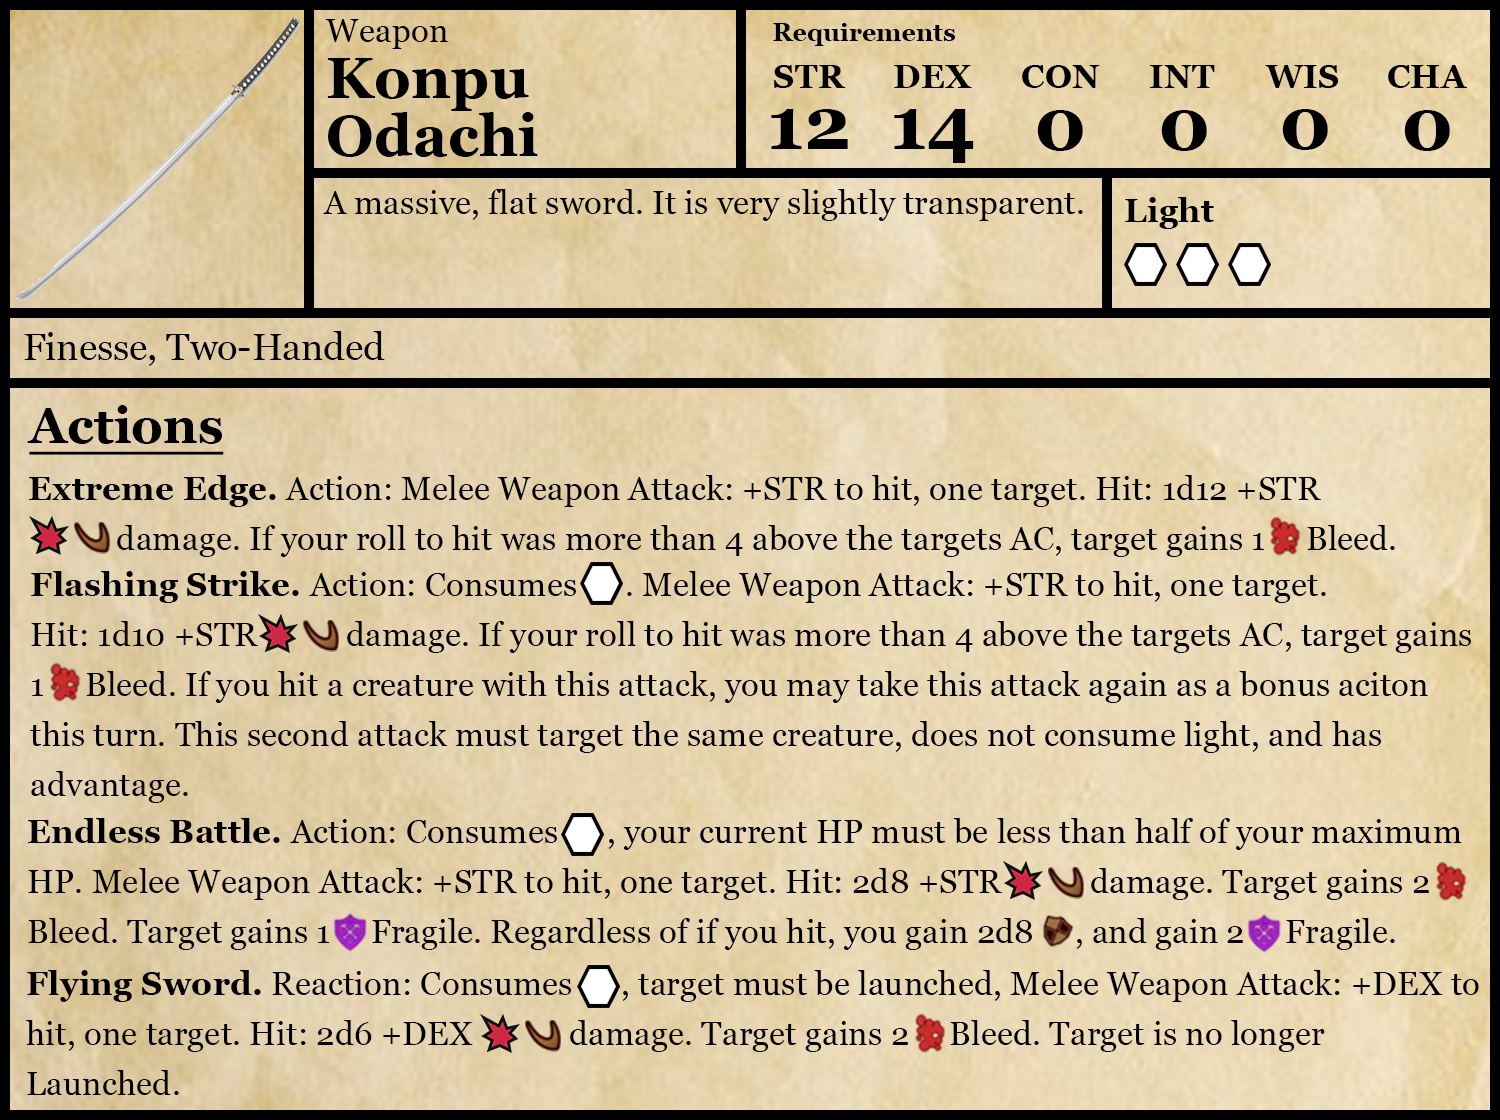 Weapon
Konpu
Odachi
Requirements
STR DEX CON INT WIS CHA
12 14 0 0 0 0
A massive, flat sword. It is very slightly transparent.
Light
Finesse, Two-Handed
Actions
Extreme Edge. Action: Melee Weapon Attack: +STR to hit, one target. Hit: 1d12 +STR
damage. If your roll to hit was more than 4 above the targets AC, target gains 1 Bleed.
Flashing Strike. Action: Consumes . Melee Weapon Attack: +STR to hit, one target.
Hit: 1d10 +STR damage. If your roll to hit was more than 4 above the targets AC, target gains
1 Bleed. If you hit a creature with this attack, you may take this attack again as a bonus aciton
this turn. This second attack must target the same creature, does not consume light, and has
advantage.
Endless Battle. Action: Consumes , your current HP must be less than half of your maximum
HP. Melee Weapon Attack: +STR to hit, one target. Hit: 2d8 +STR damage. Target gains 2
Bleed. Target gains 1 Fragile. Regardless of if you hit, you gain 2d8 , and gain 2 Fragile.
Flying Sword. Reaction: Consumes , target must be launched, Melee Weapon Attack: +DEX to
hit, one target. Hit: 2d6 +DEX damage. Target gains 2 Bleed. Target is no longer
Launched.